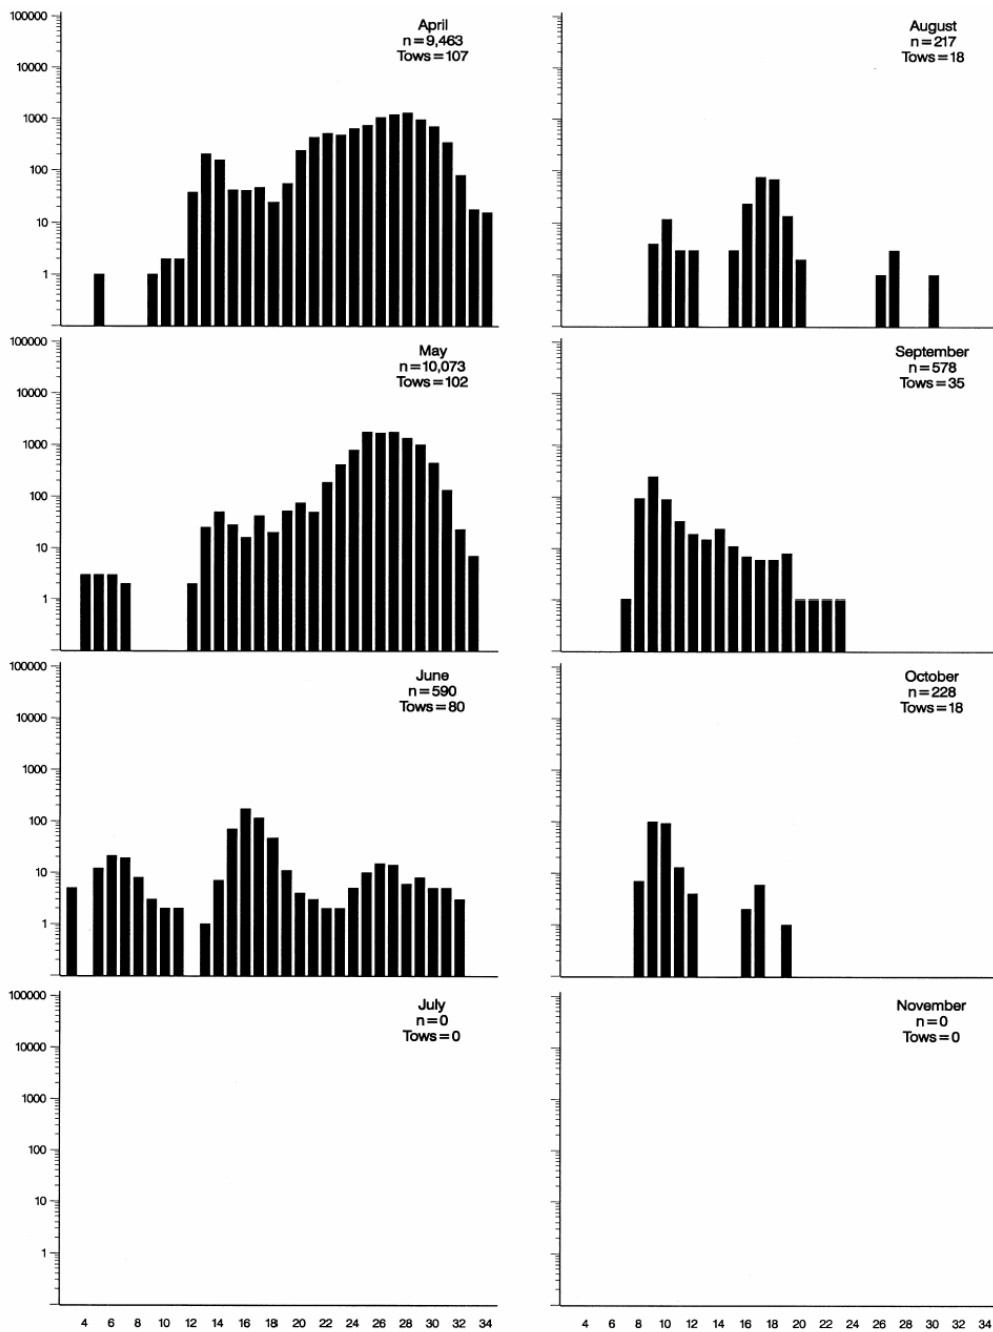 April
n=9,463
Tows=107
100000
10000
1000
100
10
1
August
n=217
Tows=18
May
n=10,073
Tows=102
100000
10000
1000
100
10
1
September
n=578
Tows=35
June
n=590
Tows=80
100000
10000
1000
100
10
1
October
n=228
Tows=18
July
n=0
Tows=0
100000
10000
1000
100
10
1
4 6 8 10 12 14 16 18 20 22 24 26 28 30 32 34
November
n=0
Tows=0
4 6 8 10 12 14 16 18 20 22 24 26 28 30 32 34